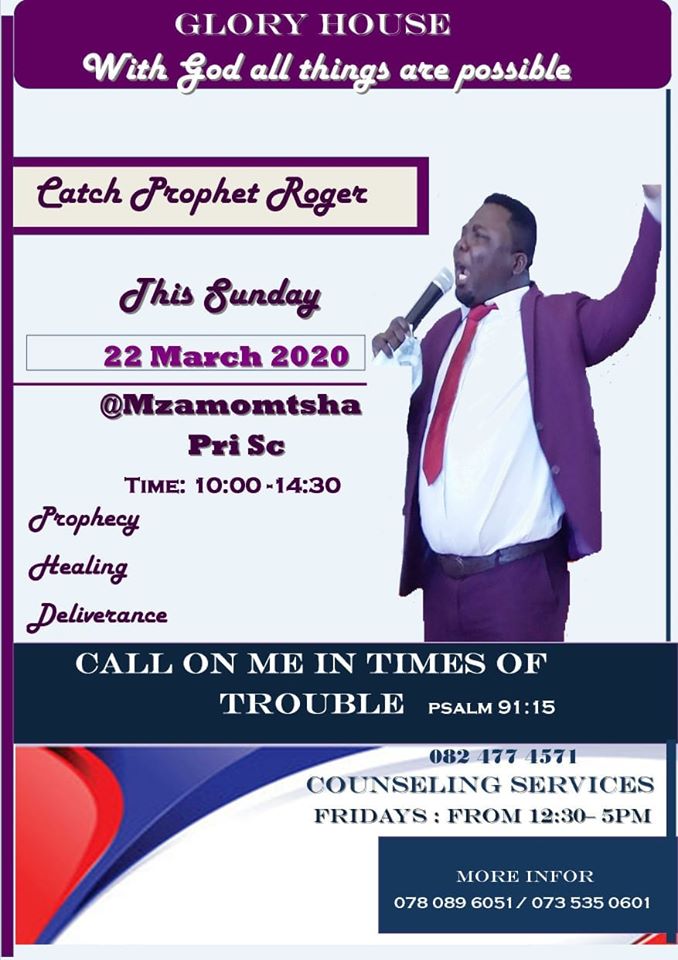 GLORY HOUSE
With God all things are possible
Catch Prophet Roger
This Sunday
22 March 2020
@Mzamomtsha
Pri Sc
TIME: 10:00 -14:30
Prophecy
Healing
Deliverance
CALL ON ME IN TIMES OF
TROUBLE PSALM 91:15
082 477 4571
COUNSELING SERVICES
FRIDAYS : FROM 12:30– 5PM
MORE INFOR
078 089 6051 / 073 535 0601